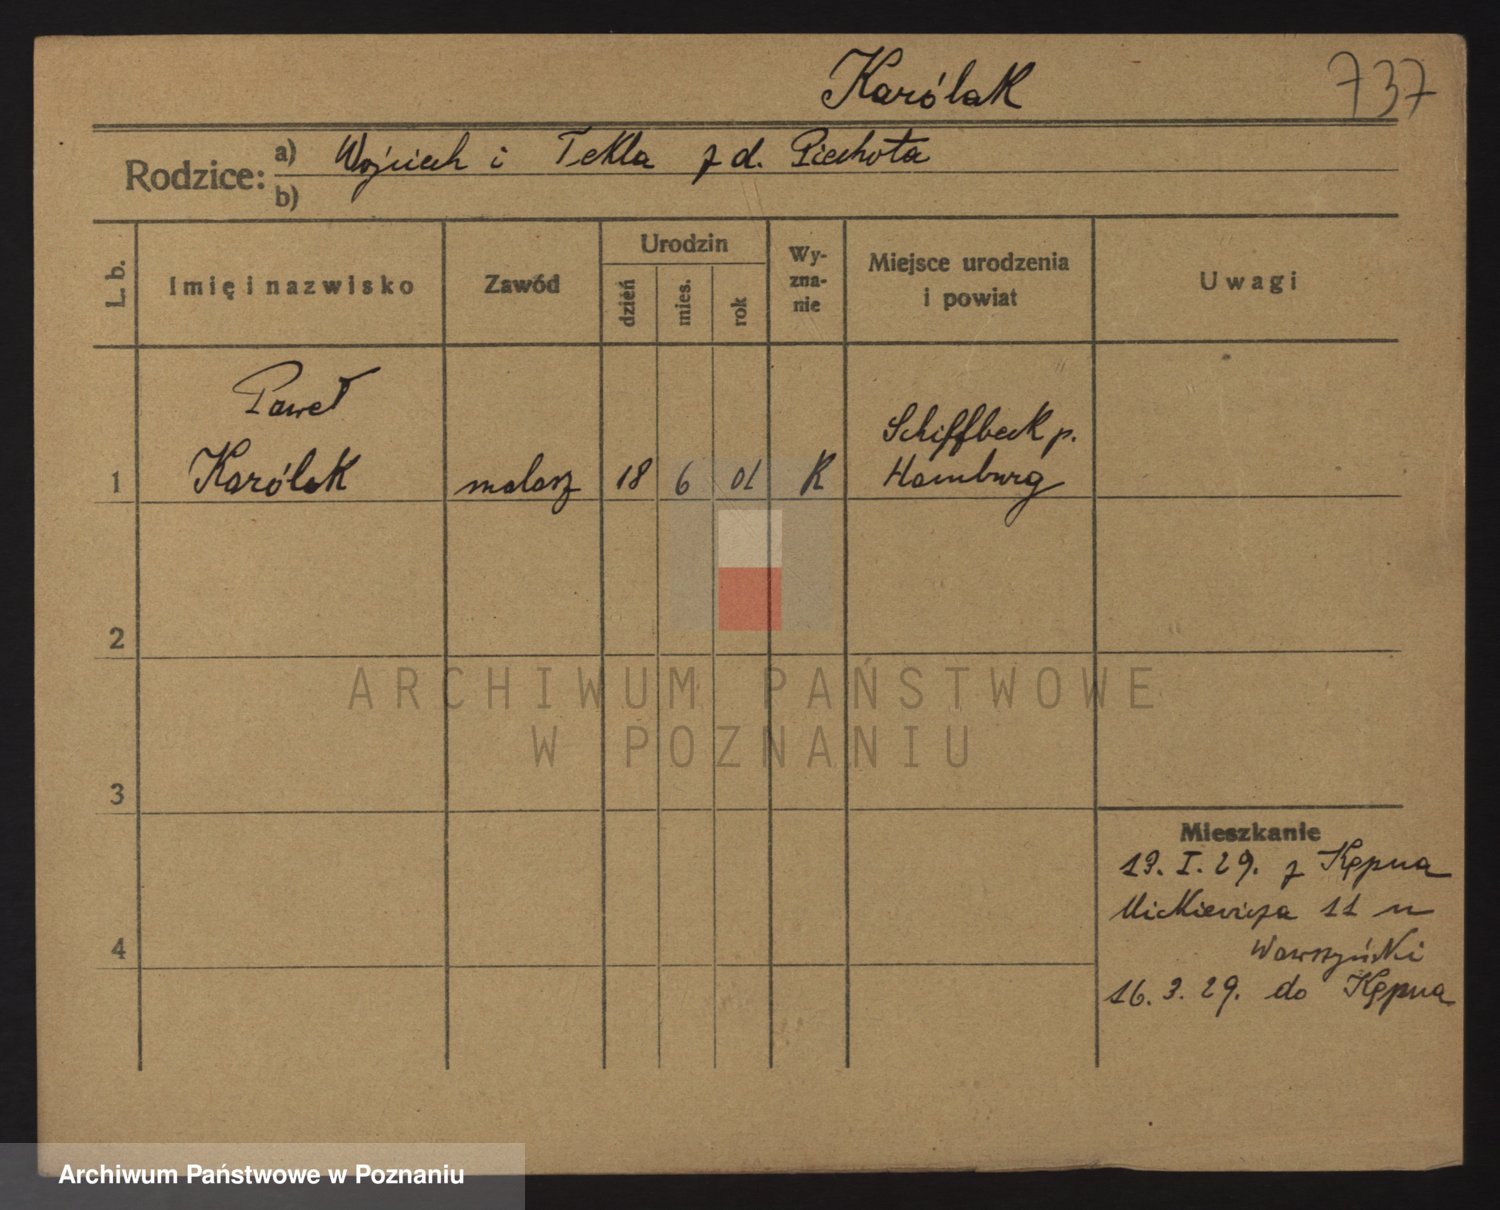 Karólak
737
Rodzice:
a) Wojciech i Tekla z d. Piechota
b)
L. b.
Imię i nazwisko
Zawód
Urodzin
dzień
mies.
rok
Wy-
zna-
nie
Miejsce urodzenia
i powiat
Uwagi
1
Paweł
Karólak
malarz
18
6
01
R
Schiffbeck p.
Hamburg
2
3
4
Mieszkanie
13. I. 29. z Kępna
Mickiewicza 11 u
16. 3. 29. do Kępna
ARCHIWUM PAŃSTWOWE
W POZNANIU
Archiwum Państwowe w Poznaniu